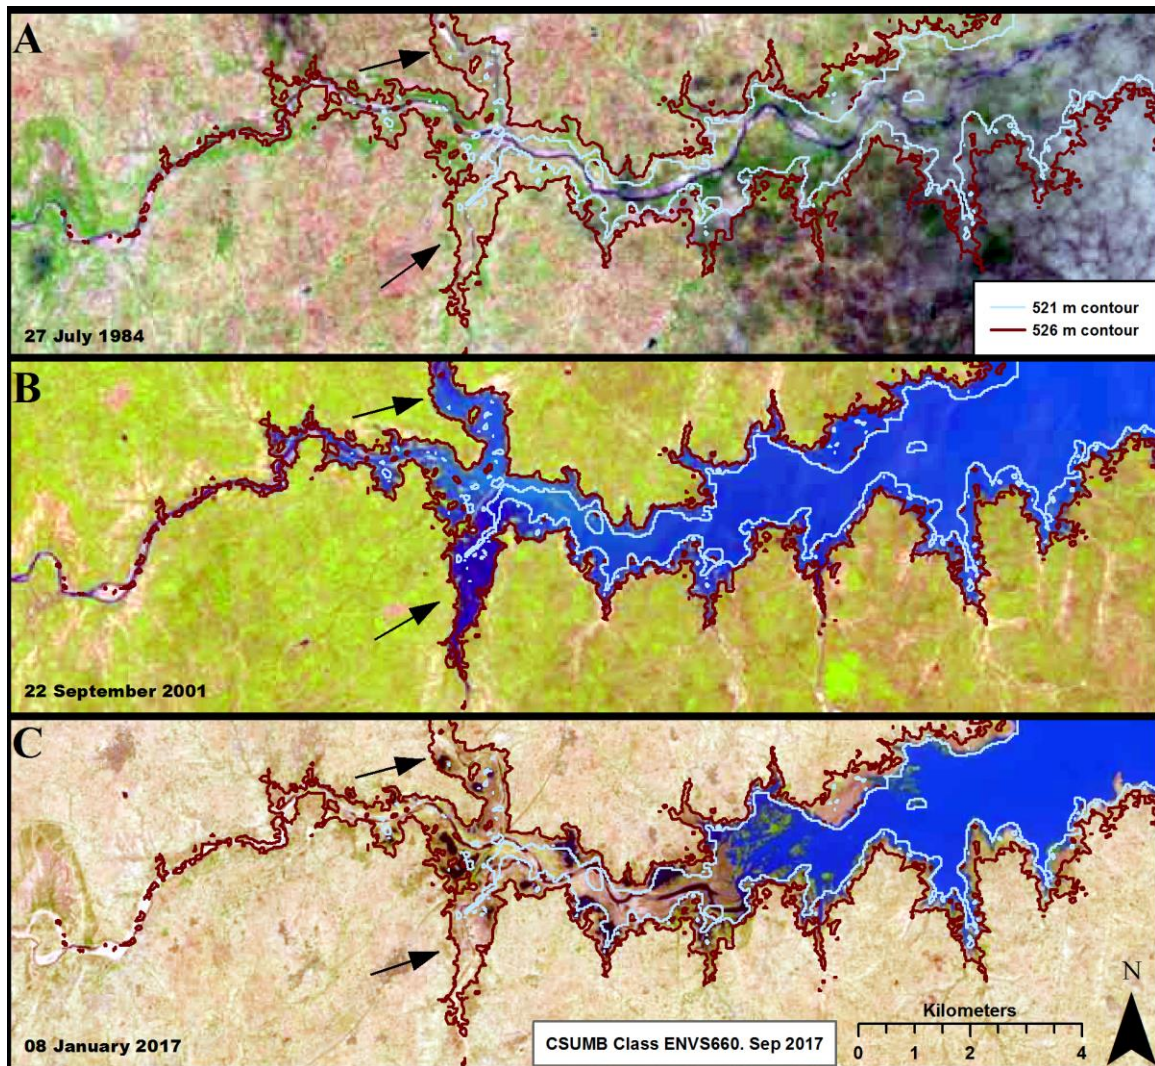 A
27 July 1984
521 m contour
526 m contour
B
22 September 2001
C
08 January 2017
CSUMB Class ENVS660. Sep 2017
N
Kilometers
0 1 2 4